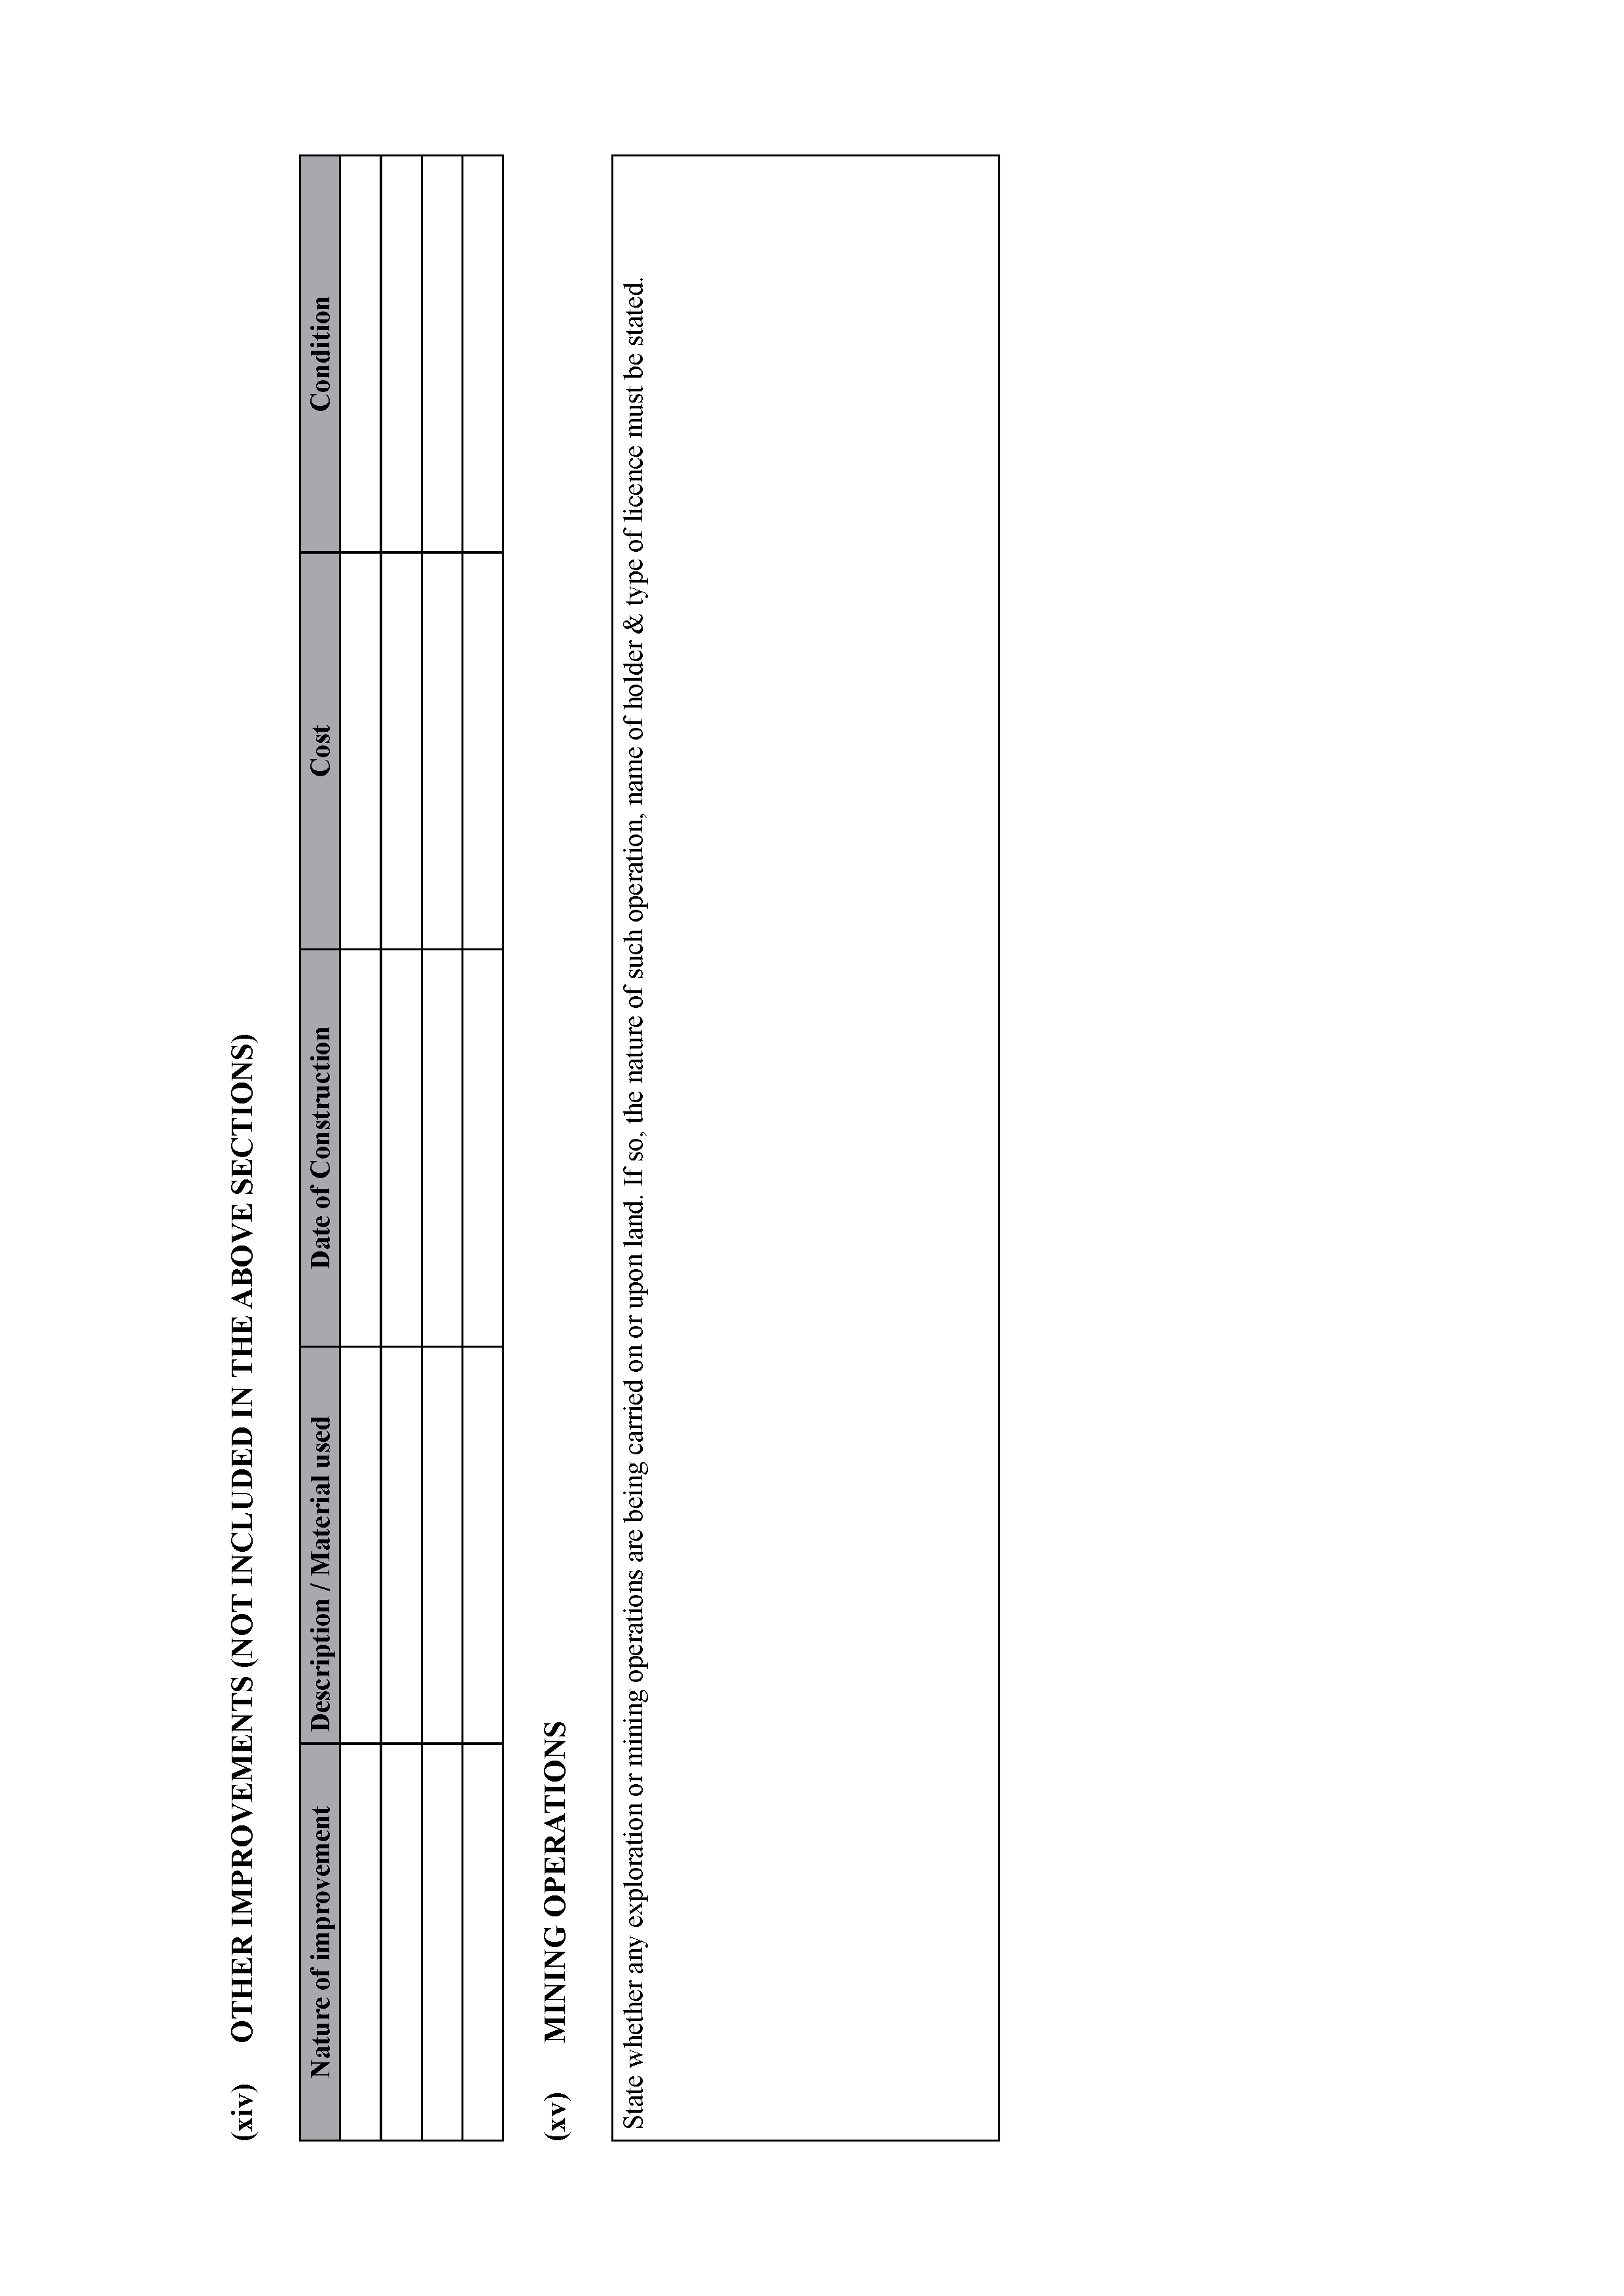 (xiv) OTHER IMPROVEMENTS (NOT INCLUDED IN THE ABOVE SECTIONS)
Nature of improvement Description / Material used Date of Construction Cost Condition
(xv) MINING OPERATIONS
State whether any exploration or mining operations are being carried on or upon land. If so, the nature of such operation, name of holder & type of licence must be stated.